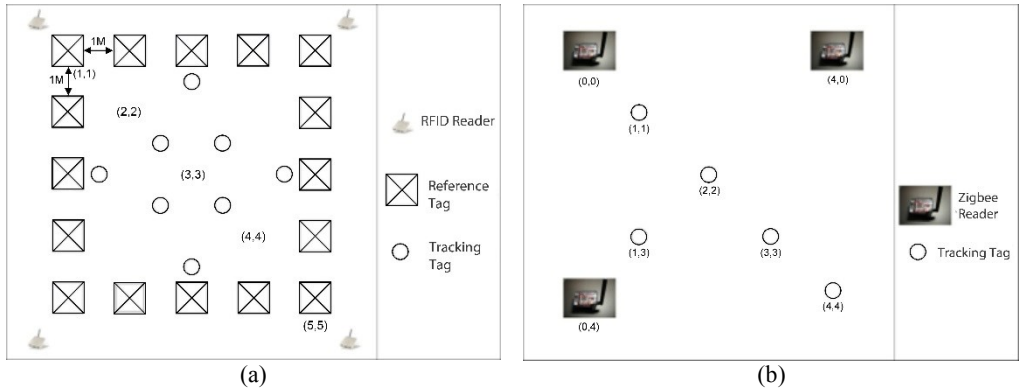 1M
1M
(1,1)
(2,2)
(3,3)
(4,4)
(5,5)
RFID Reader
Reference
Tag
Tracking
Tag
(a)
(0,0)
(4,0)
(1,1)
(2,2)
(1,3)
(3,3)
(0,4)
(4,4)
Zigbee
Reader
Tracking Tag
(b)